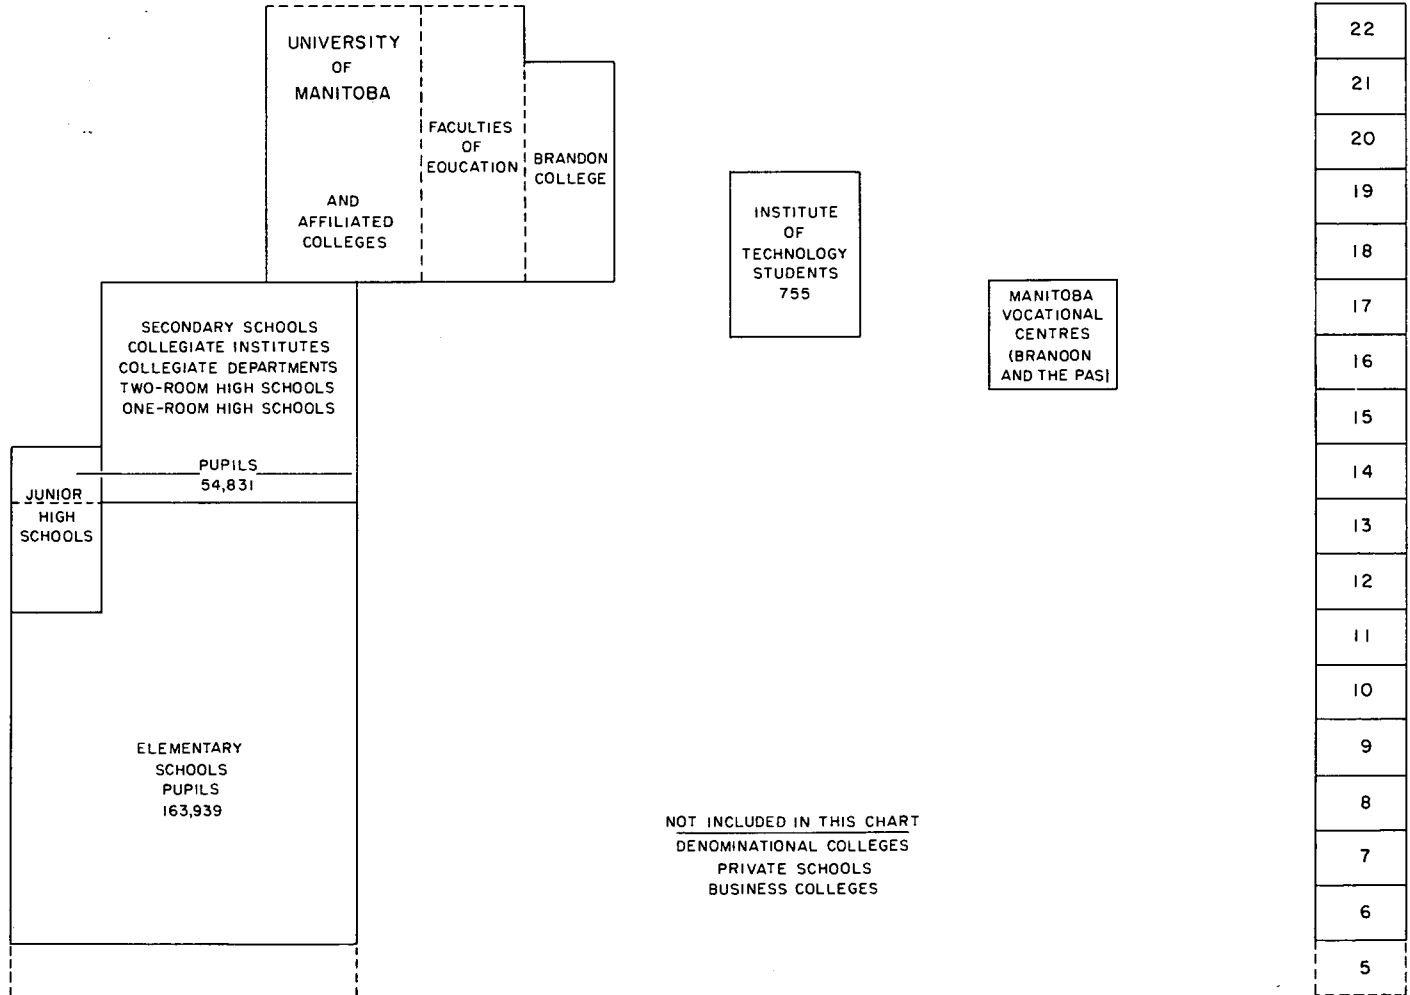 UNIVERSITY
OF
MANITOBA
AND
AFFILIATED
COLLEGES
FACULTIES
OF
EOUCATION
BRANDON
COLLEGE
INSTITUTE
OF
TECHNOLOGY
STUDENTS
755
MANITOBA
VOCATIONAL
CENTRES
(BRANOON
AND THE PAS)
SECONDARY SCHOOLS
COLLEGIATE INSTITUTES
COLLEGIATE DEPARTMENTS
TWO-ROOM HIGH SCHOOLS
ONE-ROOM HIGH SCHOOLS
PUPILS
54,831
JUNIOR
HIGH
SCHOOLS
ELEMENTARY
SCHOOLS
PUPILS
163,939
NOT INCLUDED IN THIS CHART
DENOMINATIONAL COLLEGES
PRIVATE SCHOOLS
BUSINESS COLLEGES
22
21
20
19
18
17
16
15
14
13
12
11
10
9
8
7
6
5